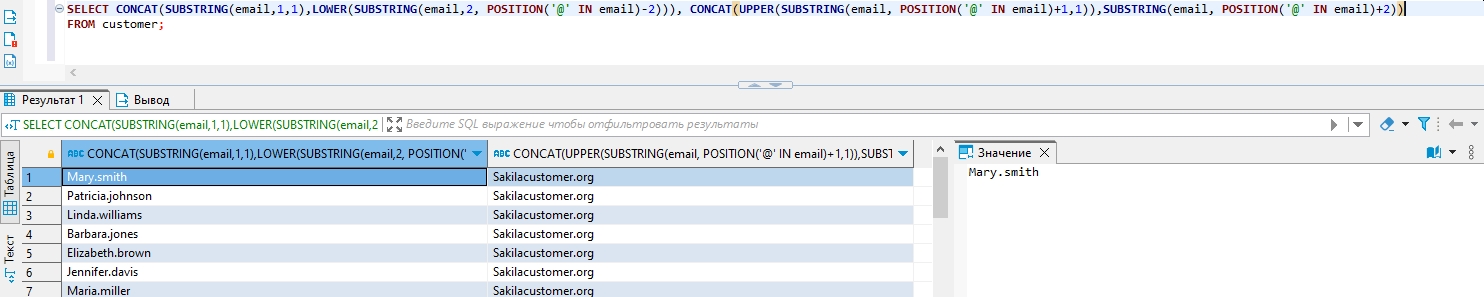 SELECT CONCAT(SUBSTRING(email,1,1),LOWER(SUBSTRING(email,2, POSITION('@' IN email)-2))), CONCAT(UPPER(SUBSTRING(email, POSITION('@' IN email)+1,1)),SUBSTRING(email, POSITION('@' IN email)+2))
FROM customer;
Результат 1 Вывод
SELECT CONCAT(SUBSTRING(email,1,1),LOWER(SUBSTRING(email,2 Введите SQL выражение чтобы отфильтровать результаты
Таблица
Текст
ABC CONCAT(SUBSTRING(email,1,1),LOWER(SUBSTRING(email,2, POSITION(' ABC CONCAT(UPPER(SUBSTRING(email, POSITION('@' IN email)+1,1)),SUBST
1 Mary.smith Sakilacustomer.org
2 Patricia.johnson Sakilacustomer.org
3 Linda.williams Sakilacustomer.org
4 Barbara.jones Sakilacustomer.org
5 Elizabeth.brown Sakilacustomer.org
6 Jennifer.davis Sakilacustomer.org
7 Maria.miller Sakilacustomer.org
Значение
Mary.smith